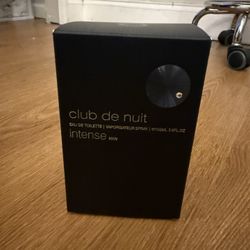 club de nuit
EAU DE TOILETTE | VAPORISATEUR SPRAY | 105ML 3.6FL.OZ
intense MAN